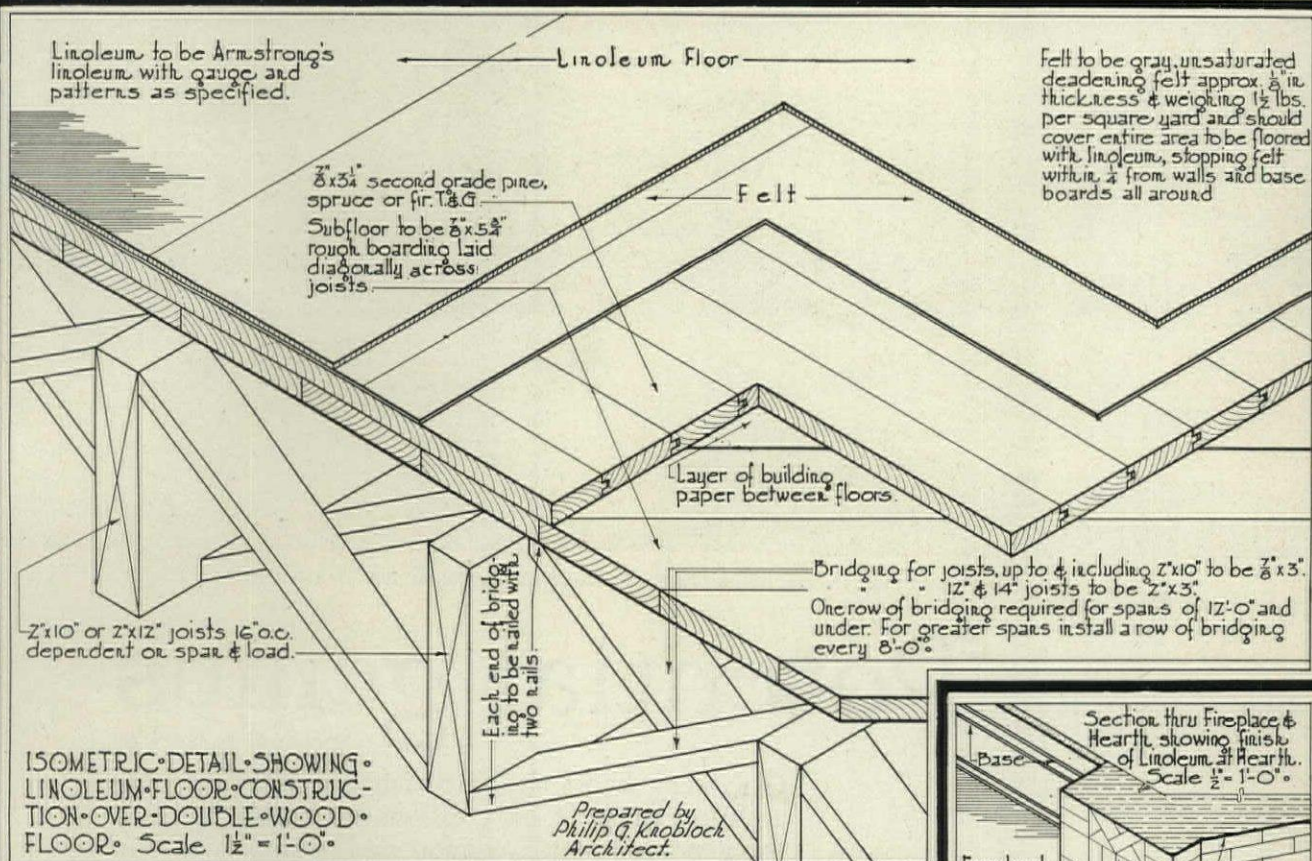 Linoleum to be Armstrong's
linoleum with gauge and
patterns as specified.
Linoleum Floor
Felt to be gray, unsaturated
deadening felt approx. ⅛" in
thickness & weighing 1½ lbs.
per square yard and should
cover entire area to be floored
with linoleum, stopping felt
within ¼" from walls and base
boards all around
⅞"x3¼" second grade pine,
spruce or fir. T.&G.
Subfloor to be ⅞"x5¾"
rough boarding laid
diagonally across
joists.
Felt
Layer of building
paper between floors.
Bridging for joists, up to & including 2"x10" to be ⅞"x3".
" " 12" & 14" joists to be 2"x3".
One row of bridging required for spans of 12'-0" and
under. For greater spans install a row of bridging
every 8'-0".
2"x10" or 2"x12" joists 16" o.c.
dependent on span & load.
Each end of bridg-
ing to be nailed with
two nails.
ISOMETRIC·DETAIL·SHOWING·
LINOLEUM·FLOOR·CONSTRUC-
TION·OVER·DOUBLE·WOOD·
FLOOR· Scale 1½" = 1'-0"·
Prepared by
Philip G. Knobloch
Architect.
Section thru Fireplace &
Hearth, showing finish
of Linoleum at Hearth.
Scale ½" = 1'-0"·
Base